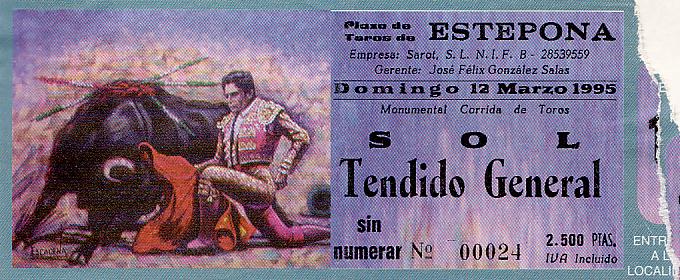 Plaza de
Toros de ESTEPONA
Empresa: Sarot, S. L. N. I. F. B - 28539559
Gerente: José Félix González Salas
Domingo 12 Marzo 1995
Monumental Corrida de Toros
S O L
Tendido General
sin
numerar Nº 00024
2.500 PTAS.
IVA Incluido
ENTR
A L
LOCALI
ESCACENA